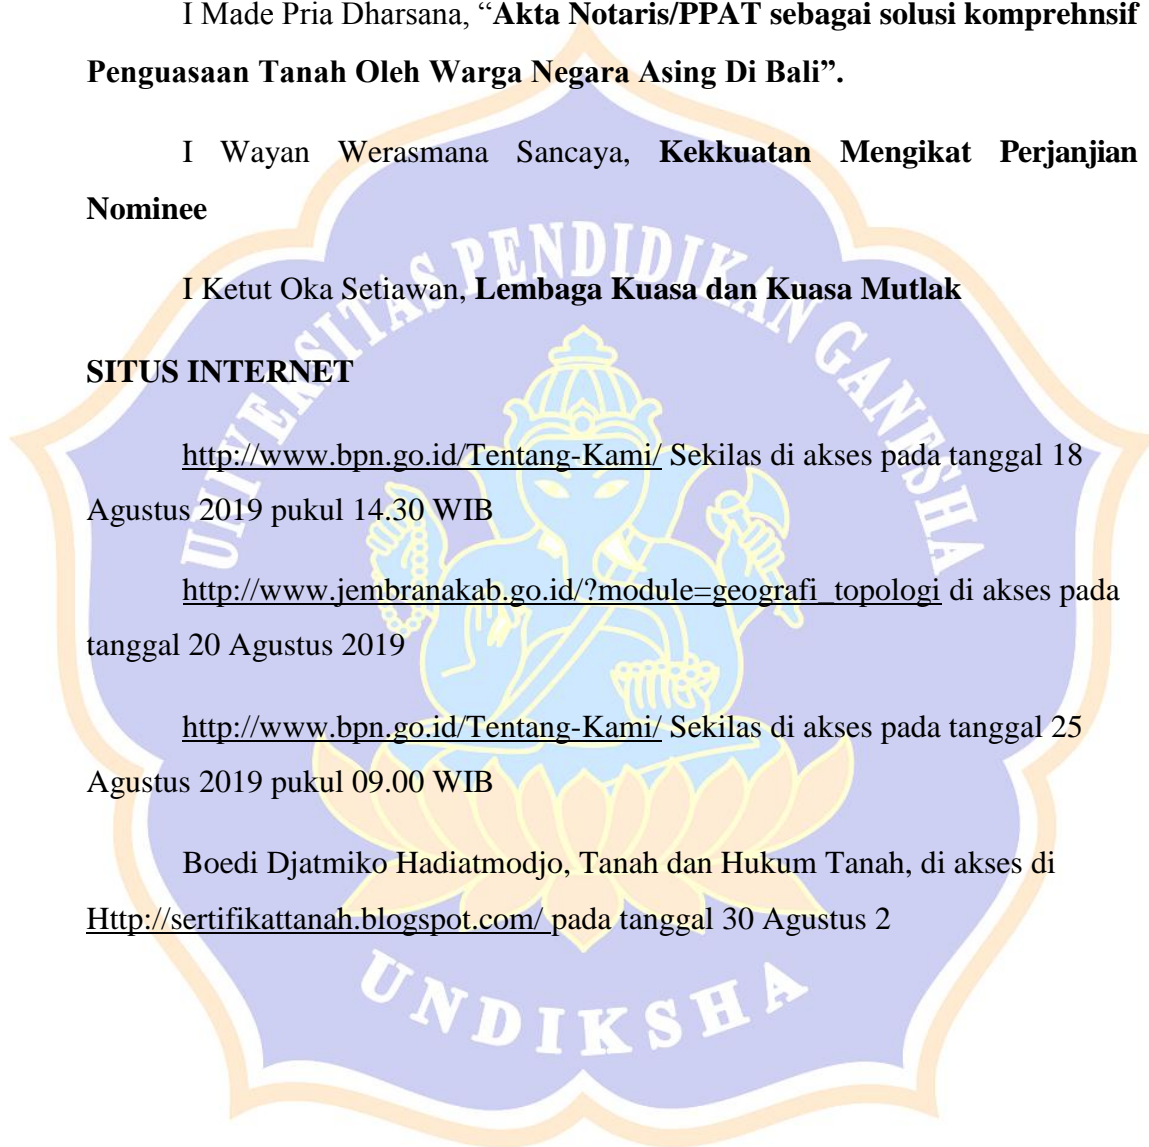 I Made Pria Dharsana, “Akta Notaris/PPAT sebagai solusi komprehnsif
Penguasaan Tanah Oleh Warga Negara Asing Di Bali”.
I Wayan Werasmana Sancaya, Kekkuatan Mengikat Perjanjian
Nominee
I Ketut Oka Setiawan, Lembaga Kuasa dan Kuasa Mutlak
SITUS INTERNET
http://www.bpn.go.id/Tentang-Kami/ Sekilas di akses pada tanggal 18
Agustus 2019 pukul 14.30 WIB
http://www.jembranakab.go.id/?module=geografi_topologi di akses pada
tanggal 20 Agustus 2019
http://www.bpn.go.id/Tentang-Kami/ Sekilas di akses pada tanggal 25
Agustus 2019 pukul 09.00 WIB
Boedi Djatmiko Hadiatmodjo, Tanah dan Hukum Tanah, di akses di
Http://sertifikattanah.blogspot.com/ pada tanggal 30 Agustus 2
UNIVERSITAS PENDIDIKAN GANESHA
UNDIKSHA